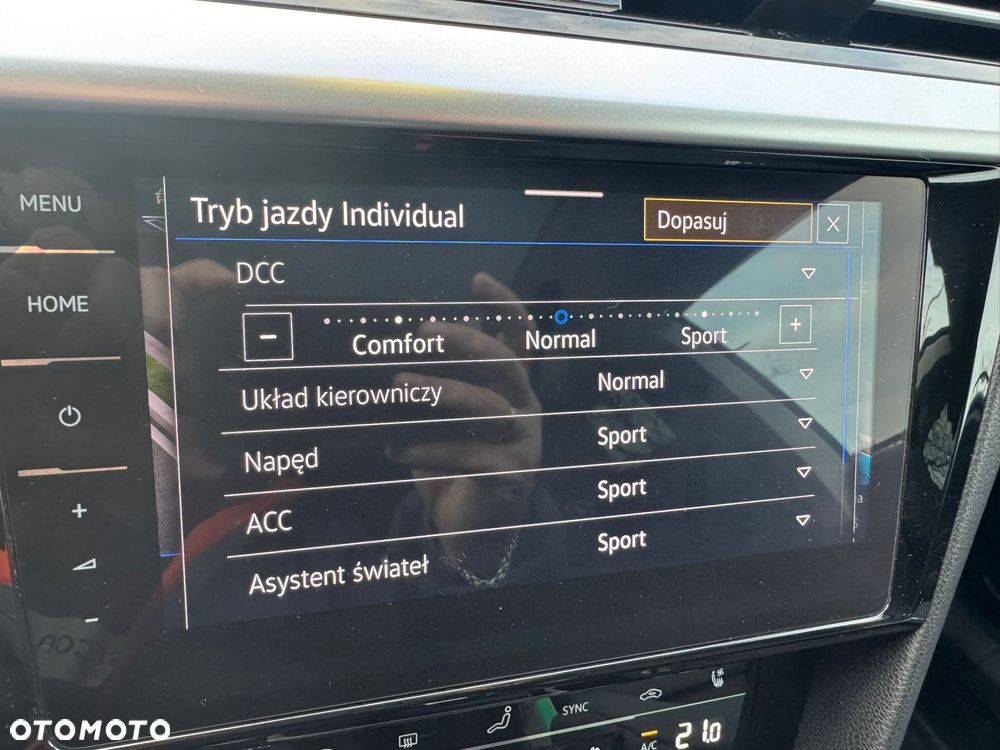 MENU
HOME
Tryb jazdy Individual
Dopasuj
X
DCC
−
+
Comfort
Normal
Sport
Układ kierowniczy
Normal
Napęd
Sport
ACC
Sport
Asystent świateł
Sport
+
−
SYNC
A/C
21.0
OTOMOTO